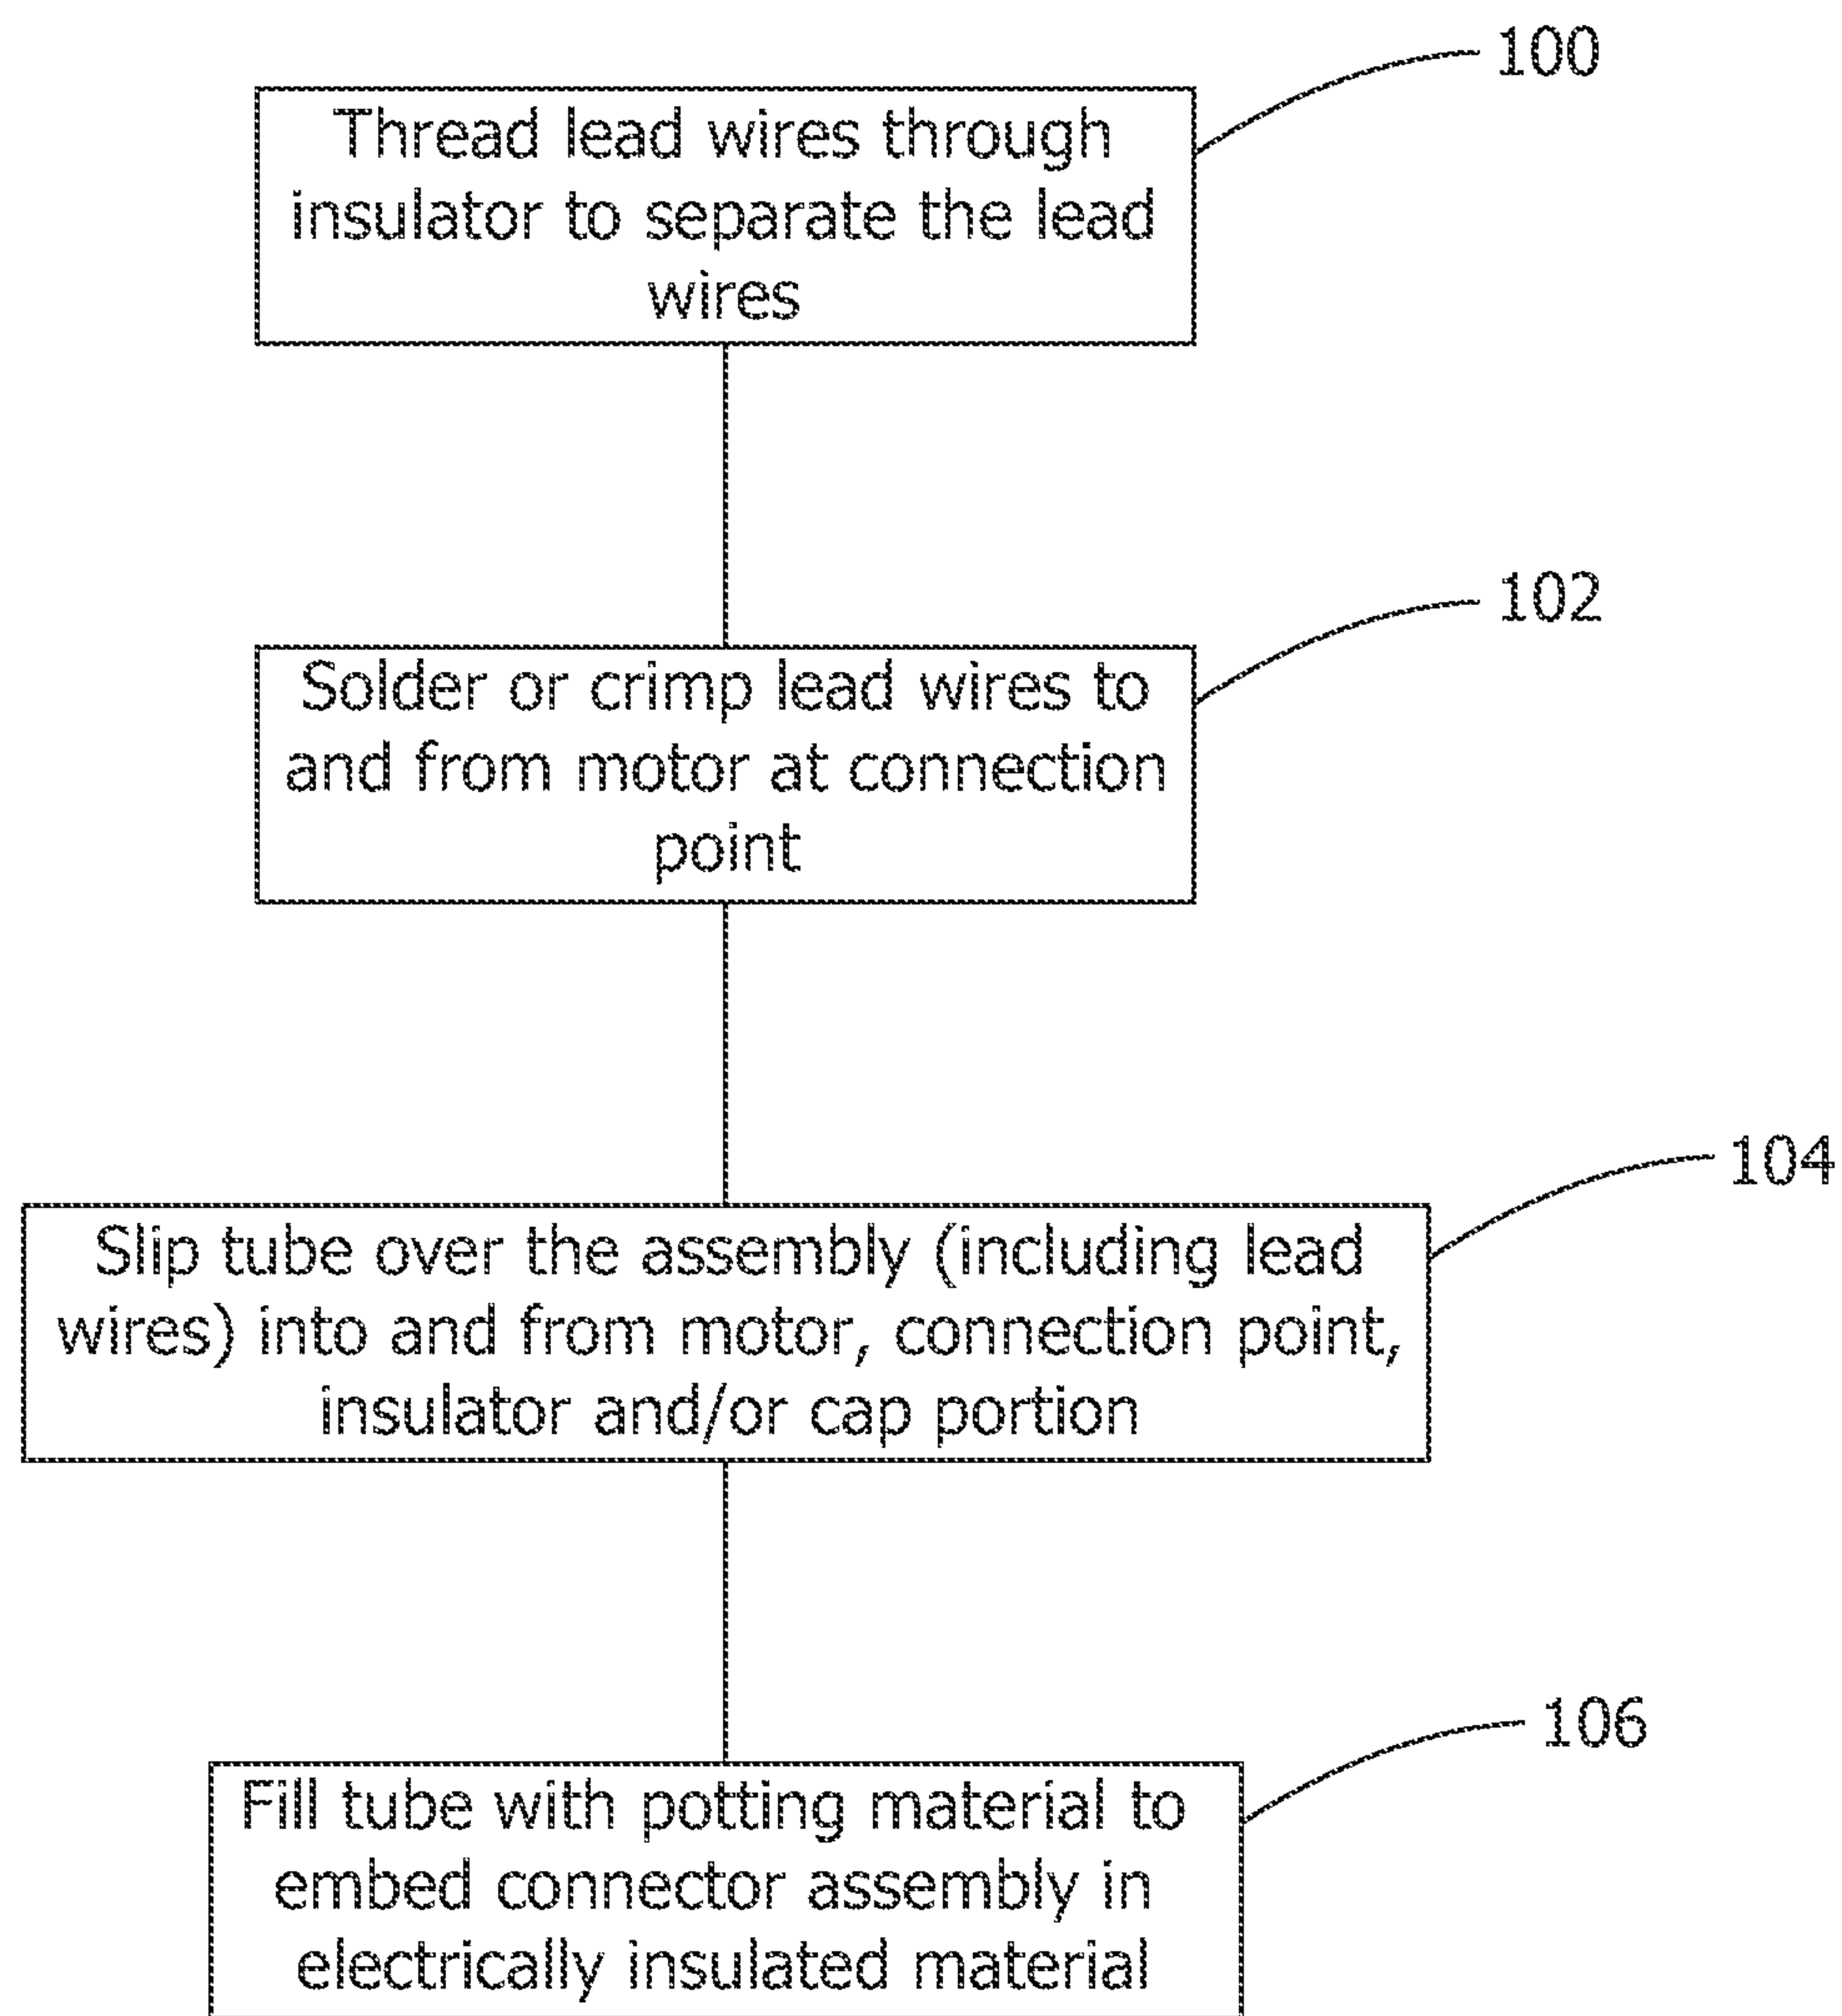 100
Thread lead wires through
insulator to separate the lead
wires
102
Solder or crimp lead wires to
and from motor at connection
point
104
Slip tube over the assembly (including lead
wires) into and from motor, connection point,
insulator and/or cap portion
106
Fill tube with potting material to
embed connector assembly in
electrically insulated material